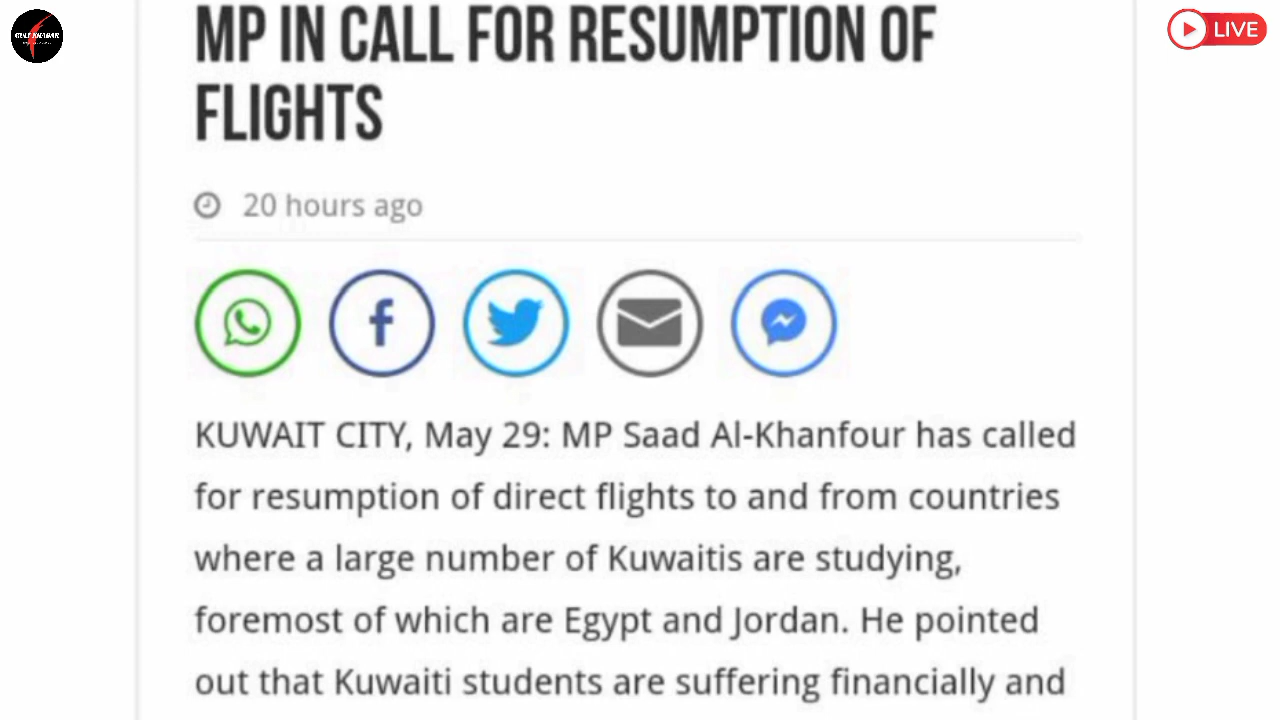 LIVE
MP IN CALL FOR RESUMPTION OF
FLIGHTS
20 hours ago
KUWAIT CITY, May 29: MP Saad Al-Khanfour has called
for resumption of direct flights to and from countries
where a large number of Kuwaitis are studying,
foremost of which are Egypt and Jordan. He pointed
out that Kuwaiti students are suffering financially and